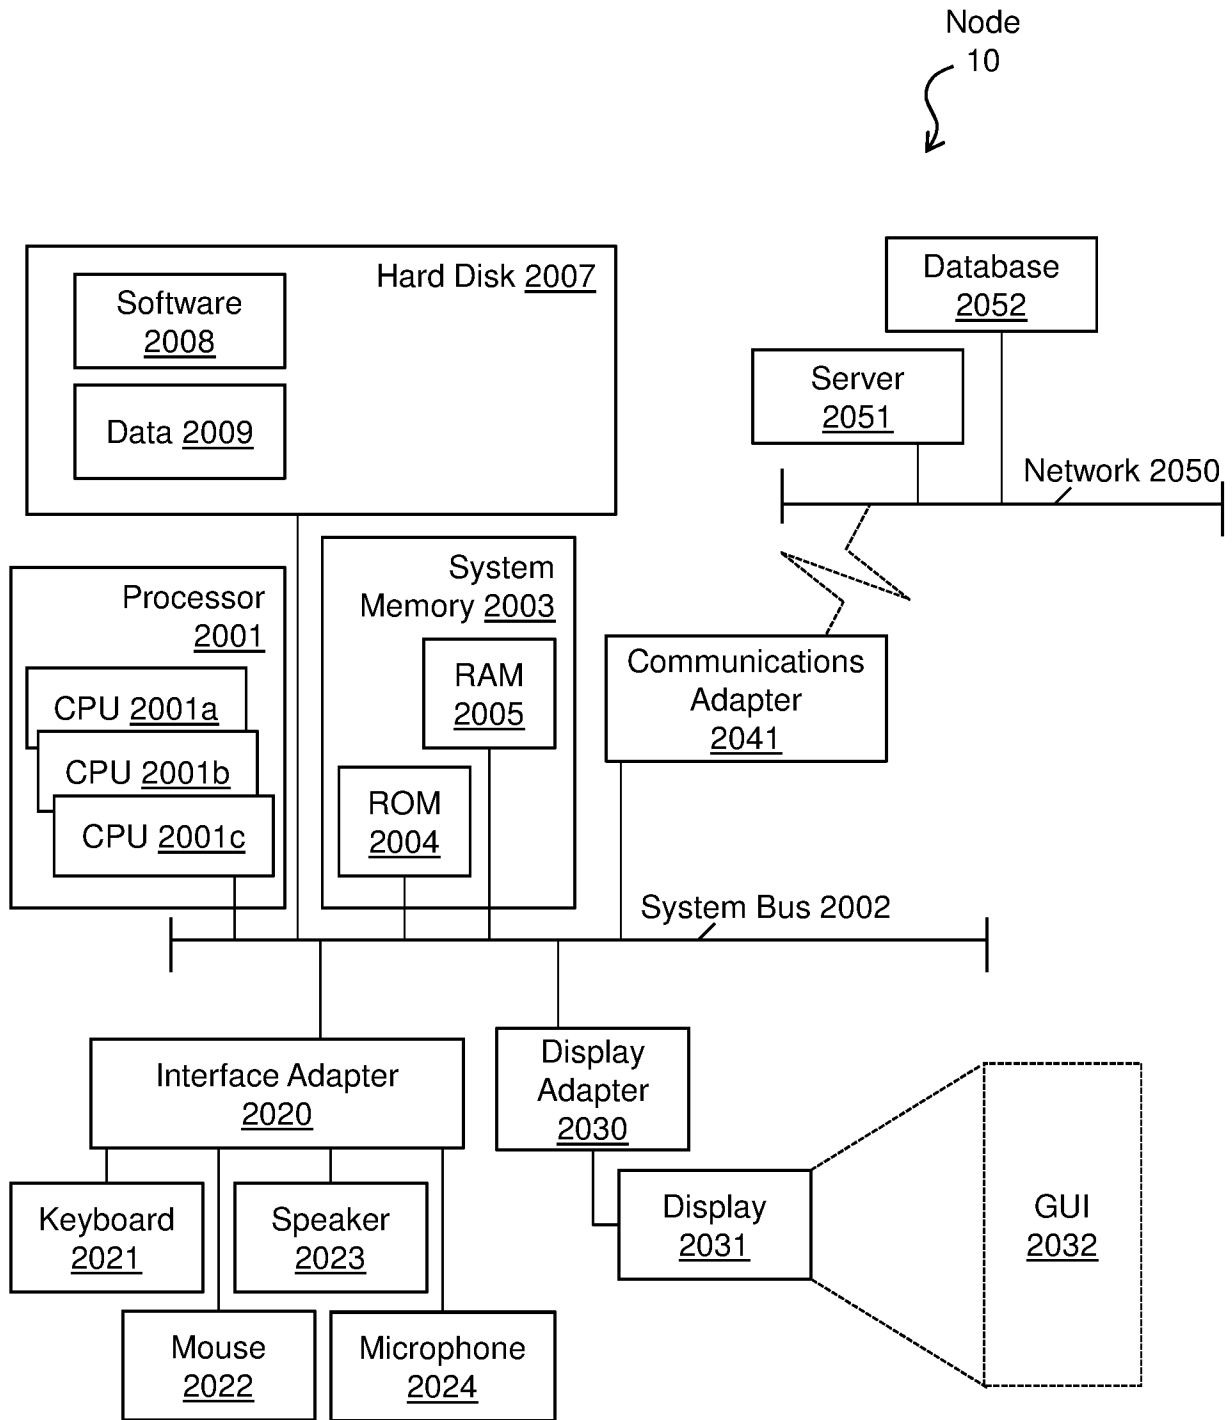 Node
10
Hard Disk 2007
Software
2008
Data 2009
Database
2052
Server
2051
Network 2050
Processor
2001
CPU 2001a
CPU 2001b
CPU 2001c
System
Memory 2003
RAM
2005
ROM
2004
Communications
Adapter
2041
System Bus 2002
Interface Adapter
2020
Display
Adapter
2030
Keyboard
2021
Speaker
2023
Mouse
2022
Microphone
2024
Display
2031
GUI
2032